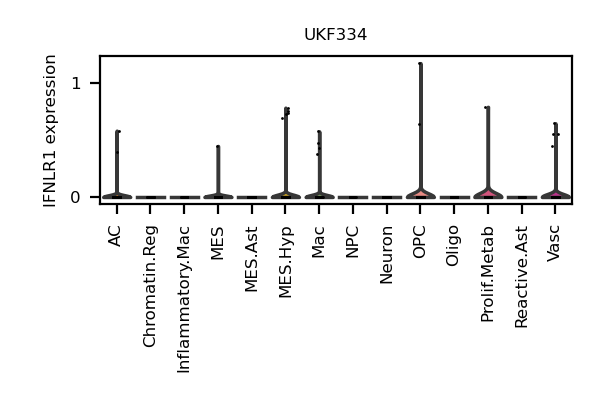 UKF334
IFNLR1 expression
1
0
AC
Chromatin.Reg
Inflammatory.Mac
MES
MES.Ast
MES.Hyp
Mac
NPC
Neuron
OPC
Oligo
Prolif.Metab
Reactive.Ast
Vasc